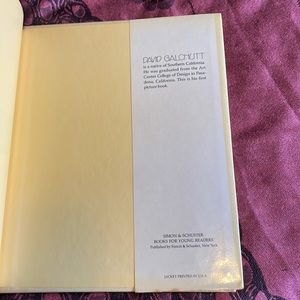 DAVID GALCHUTT
is a native of Southern California.
He was graduated from the Art
Center College of Design in Pasa-
dena, California. This is his first
picture book.
SIMON & SCHUSTER
BOOKS FOR YOUNG READERS
Published by Simon & Schuster, New York
JACKET PRINTED IN U.S.A.